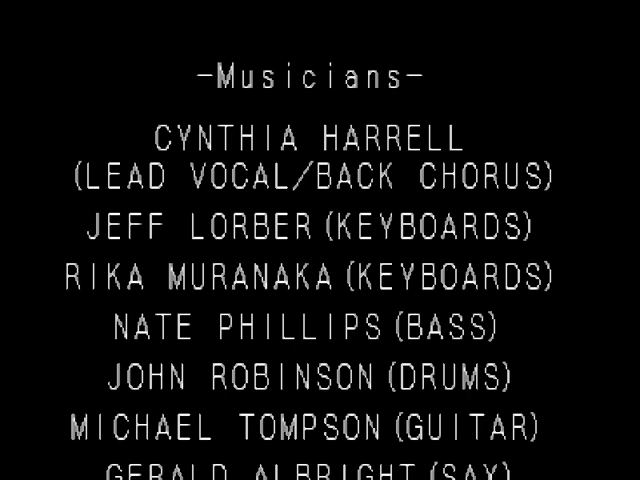 -Musicians-
CYNTHIA HARRELL
(LEAD VOCAL/BACK CHORUS)
JEFF LORBER(KEYBOARDS)
RIKA MURANAKA(KEYBOARDS)
NATE PHILLIPS(BASS)
JOHN ROBINSON(DRUMS)
MICHAEL TOMPSON(GUITAR)
GERALD ALBRIGHT(SAX)